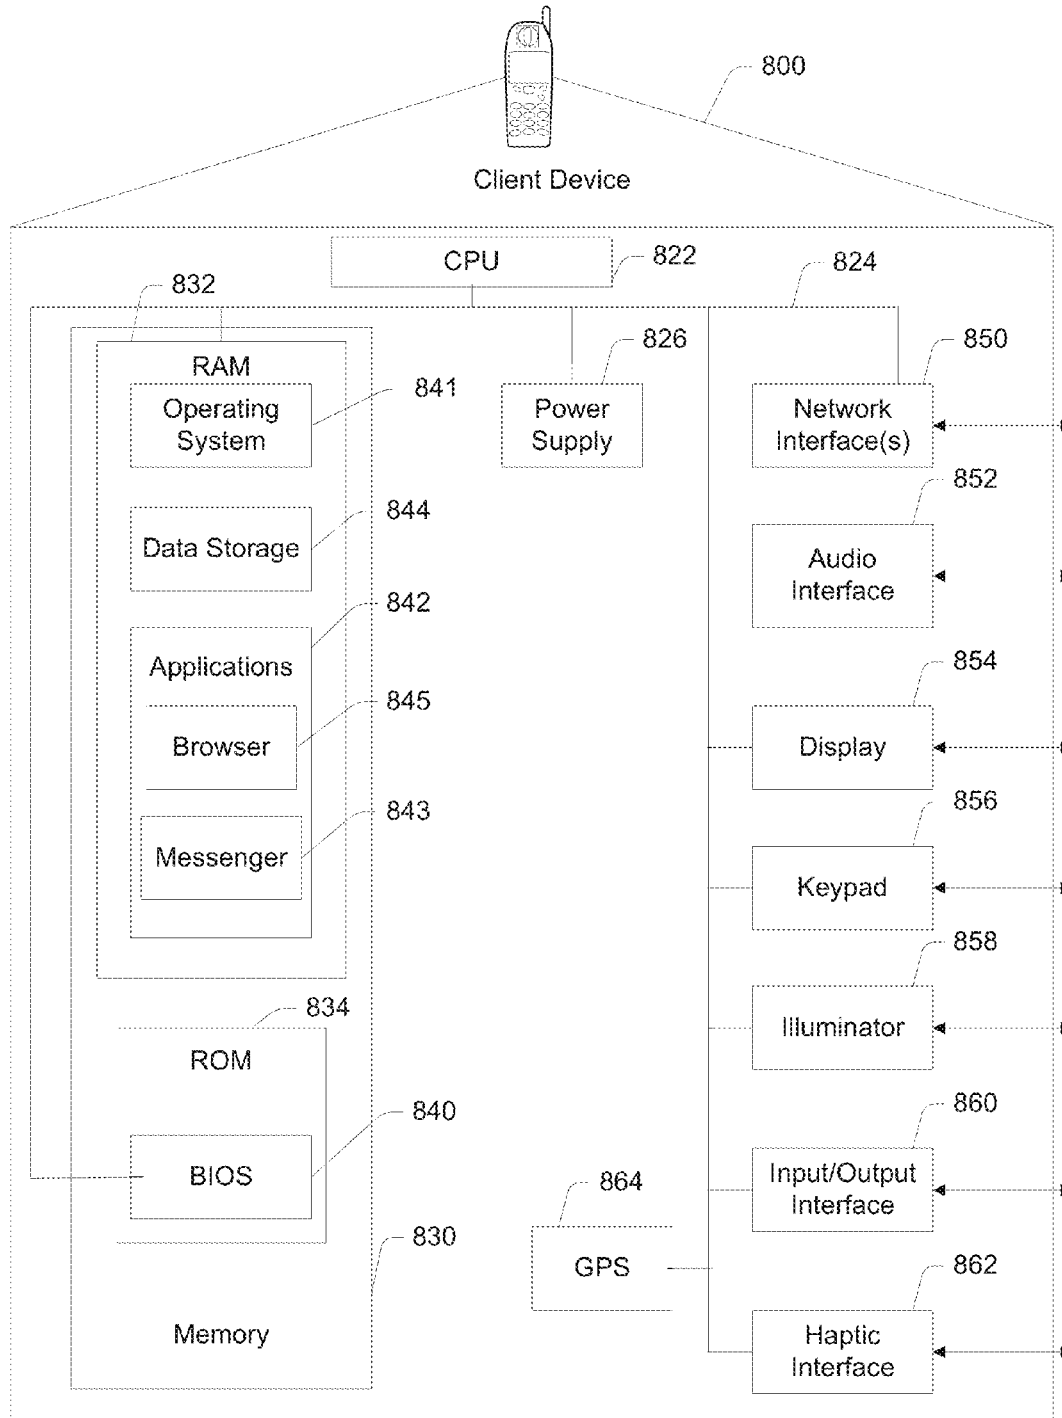 800
Client Device
CPU
822
824
832
826
850
RAM
841
Operating
System
Power
Supply
Network
Interface(s)
852
844
Data Storage
Audio
Interface
842
Applications
854
845
Browser
Display
856
843
Messenger
Keypad
858
834
ROM
Illuminator
840
BIOS
860
864
Input/Output
Interface
830
GPS
862
Memory
Haptic
Interface